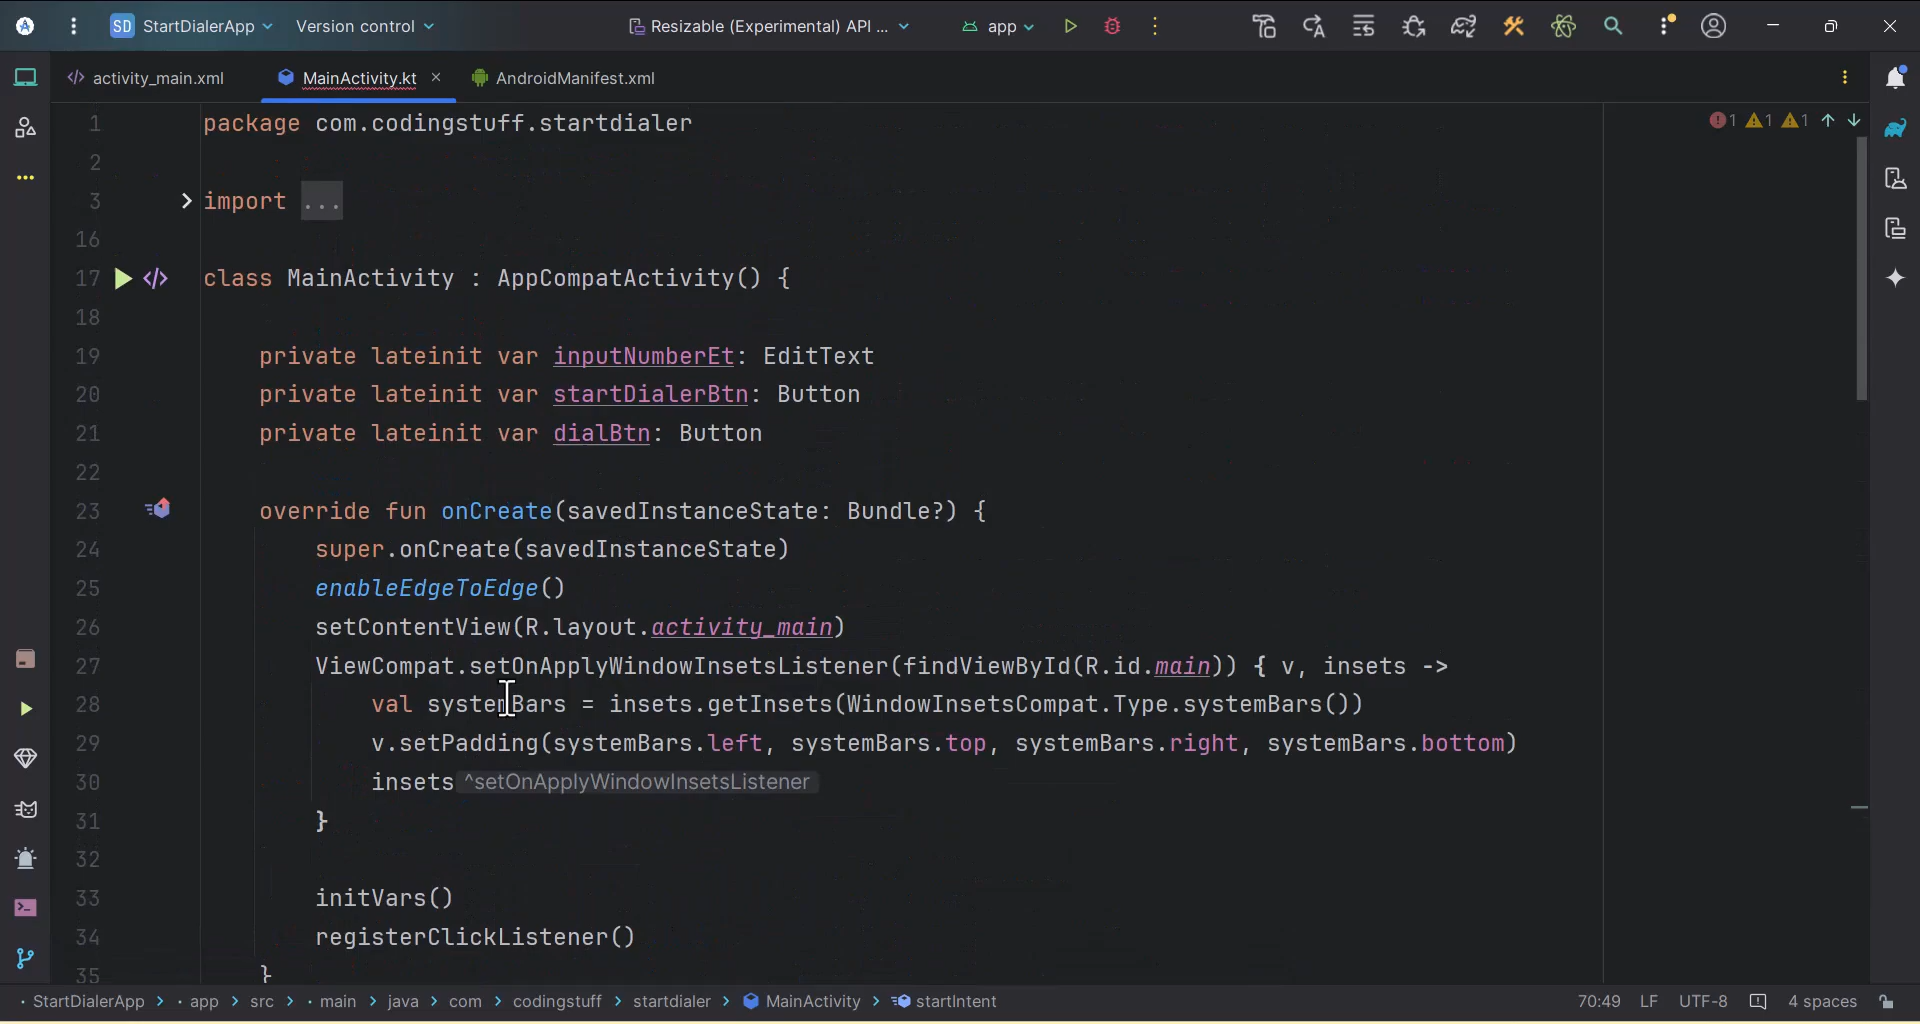 SD StartDialerApp Version control Resizable (Experimental) API ... app
activity_main.xml MainActivity.kt AndroidManifest.xml
1 package com.codingstuff.startdialer 1 1 1
2
3 import ...
16
17 class MainActivity : AppCompatActivity() {
18
19 private lateinit var inputNumberEt: EditText
20 private lateinit var startDialerBtn: Button
21 private lateinit var dialBtn: Button
22
23 override fun onCreate(savedInstanceState: Bundle?) {
24 super.onCreate(savedInstanceState)
25 enableEdgeToEdge()
26 setContentView(R.layout.activity_main)
27 ViewCompat.setOnApplyWindowInsetsListener(findViewById(R.id.main)) { v, insets ->
28 val systemBars = insets.getInsets(WindowInsetsCompat.Type.systemBars())
29 v.setPadding(systemBars.left, systemBars.top, systemBars.right, systemBars.bottom)
30 insets ^setOnApplyWindowInsetsListener
31 }
32
33 initVars()
34 registerClickListener()
35 }
StartDialerApp > app > src > main > java > com > codingstuff > startdialer > MainActivity > startIntent 70:49 LF UTF-8 4 spaces